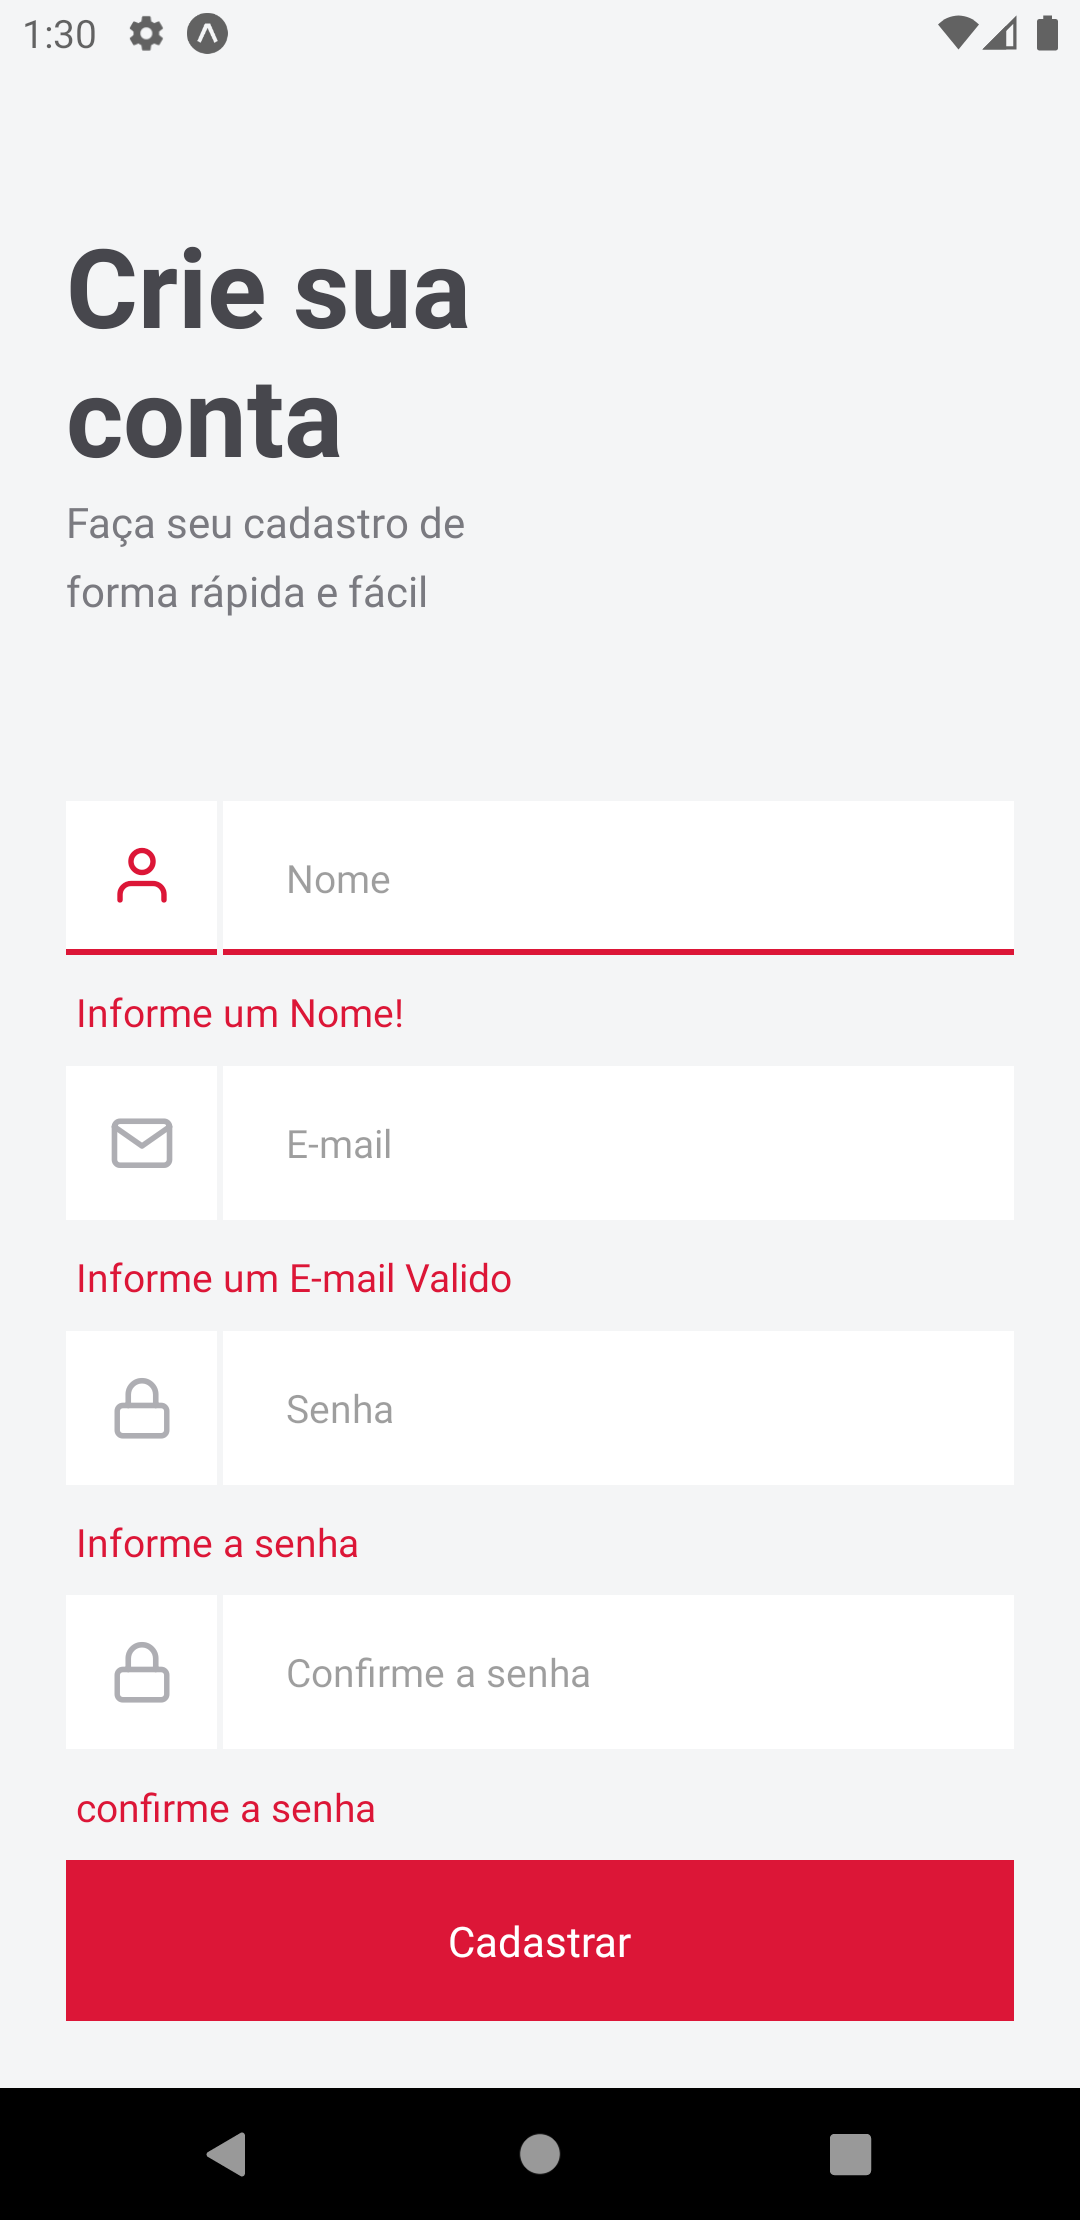 1:30
Crie sua
conta
Faça seu cadastro de
forma rápida e fácil
Nome
Informe um Nome!
E-mail
Informe um E-mail Valido
Senha
Informe a senha
Confirme a senha
confirme a senha
Cadastrar